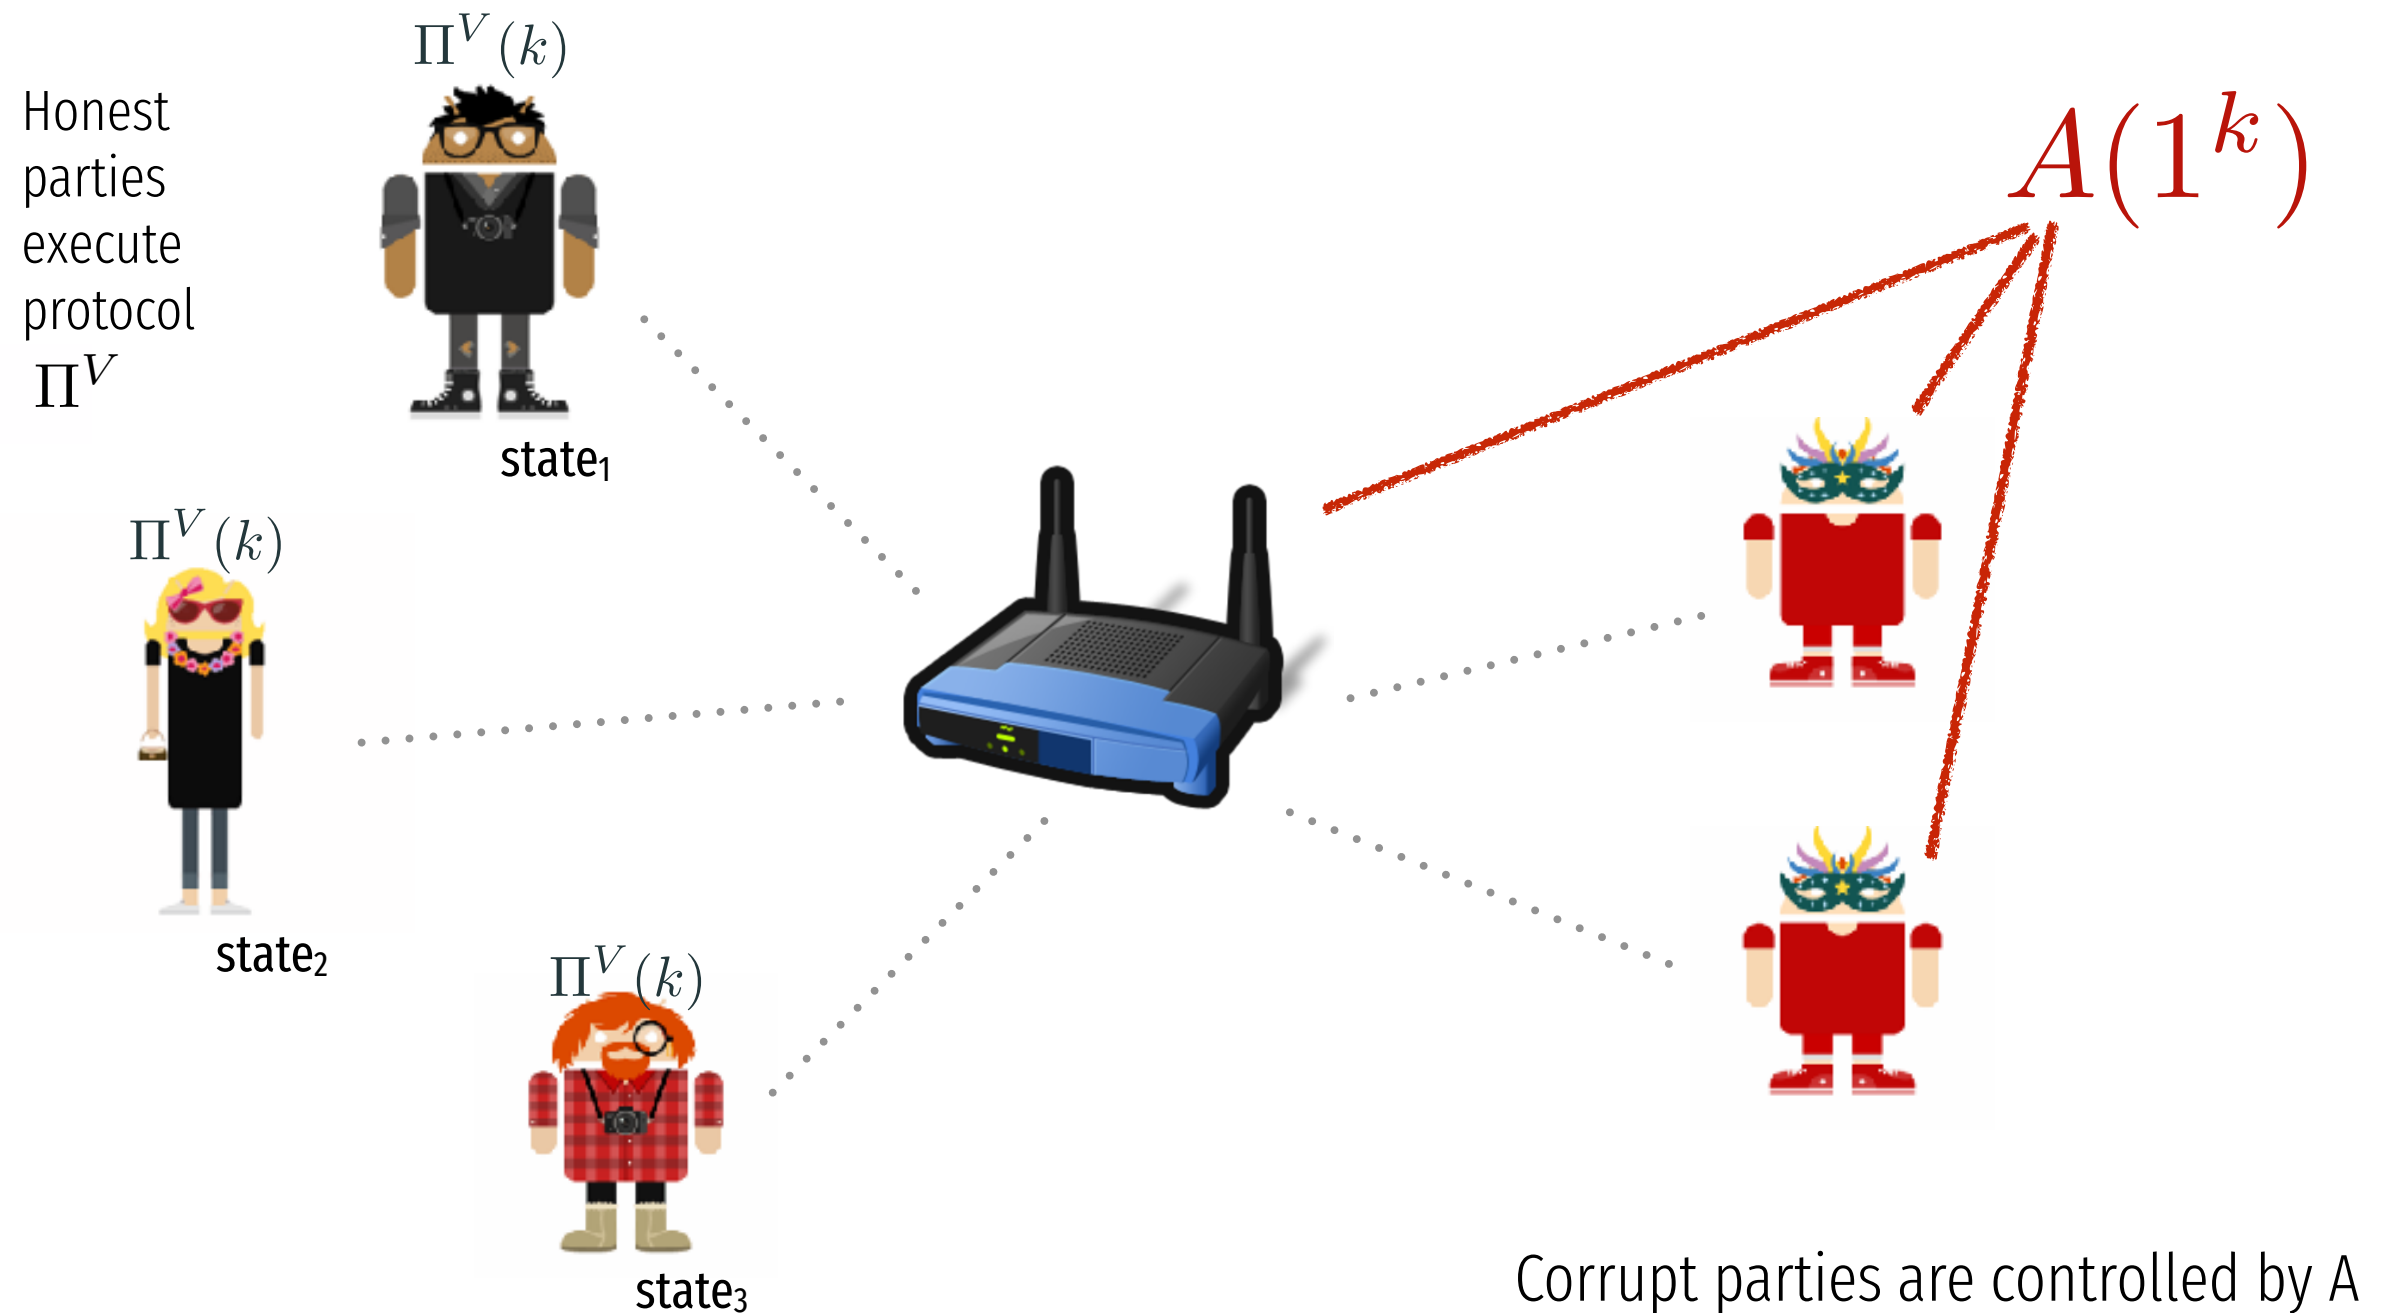 Π^V(k)
Honest
parties
execute
protocol
Π^V
A(1^k)
state₁
Π^V(k)
state₂
Π^V(k)
state₃
Corrupt parties are controlled by A